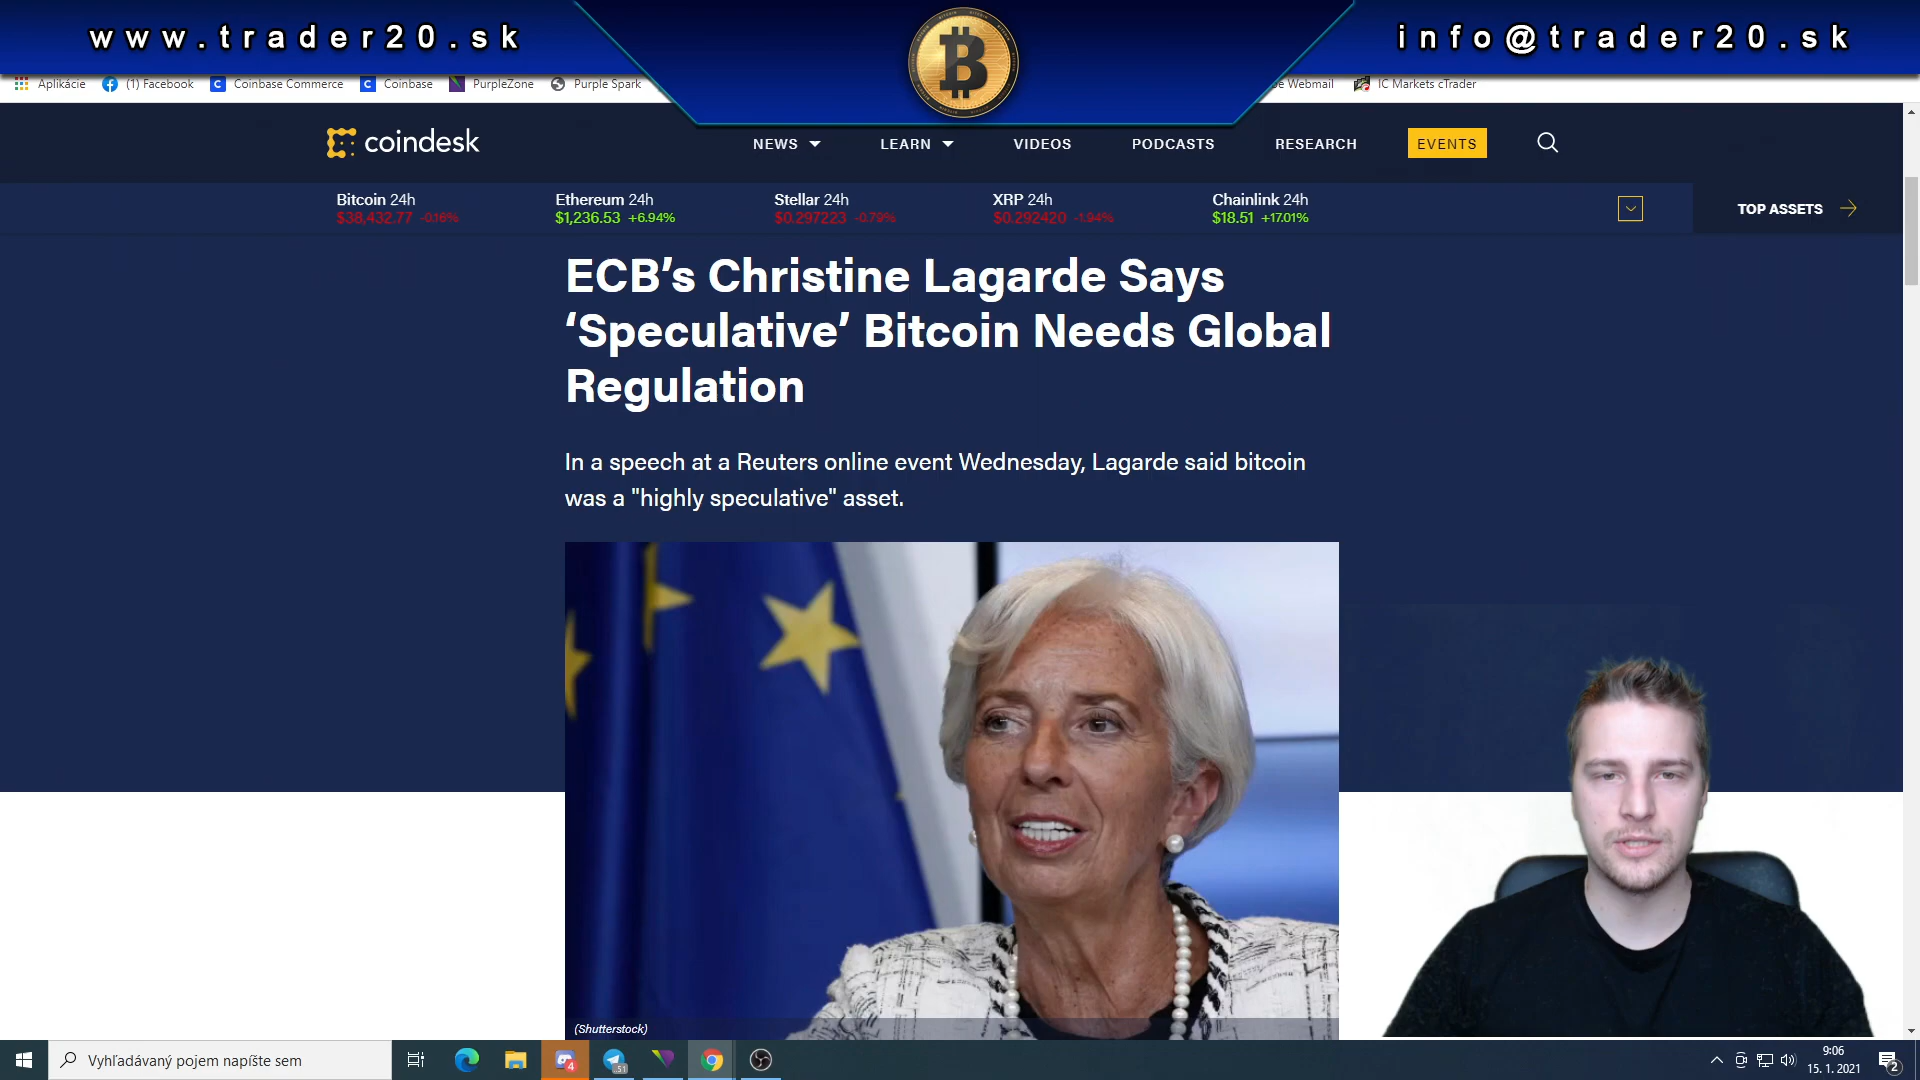 www.trader20.sk
info@trader20.sk
Aplikácie
(1) Facebook
Coinbase Commerce
Coinbase
PurpleZone
Purple Spark
Webmail
IC Markets cTrader
coindesk
NEWS
LEARN
VIDEOS
PODCASTS
RESEARCH
EVENTS
Bitcoin 24h
$38,432.77 -0.16%
Ethereum 24h
$1,236.53 +6.94%
Stellar 24h
$0.297223 -0.79%
XRP 24h
$0.292420 -1.94%
Chainlink 24h
$18.51 +17.01%
TOP ASSETS
ECB’s Christine Lagarde Says
‘Speculative’ Bitcoin Needs Global
Regulation
In a speech at a Reuters online event Wednesday, Lagarde said bitcoin
was a "highly speculative" asset.
(Shutterstock)
Vyhľadávaný pojem napíšte sem
4
51
9:06
15. 1. 2021
2